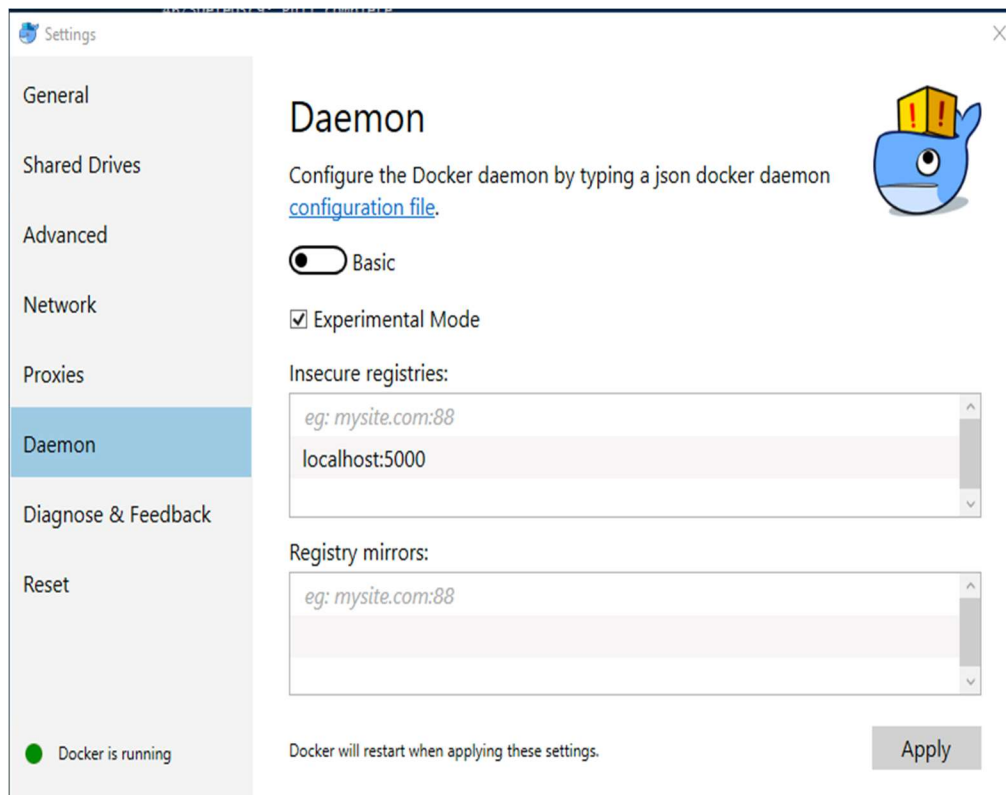 Settings
General
Shared Drives
Advanced
Network
Proxies
Daemon
Diagnose & Feedback
Reset
Docker is running
Daemon
Configure the Docker daemon by typing a json docker daemon
configuration file.
Basic
Experimental Mode
Insecure registries:
eg: mysite.com:88
localhost:5000
Registry mirrors:
eg: mysite.com:88
Docker will restart when applying these settings.
Apply
! !